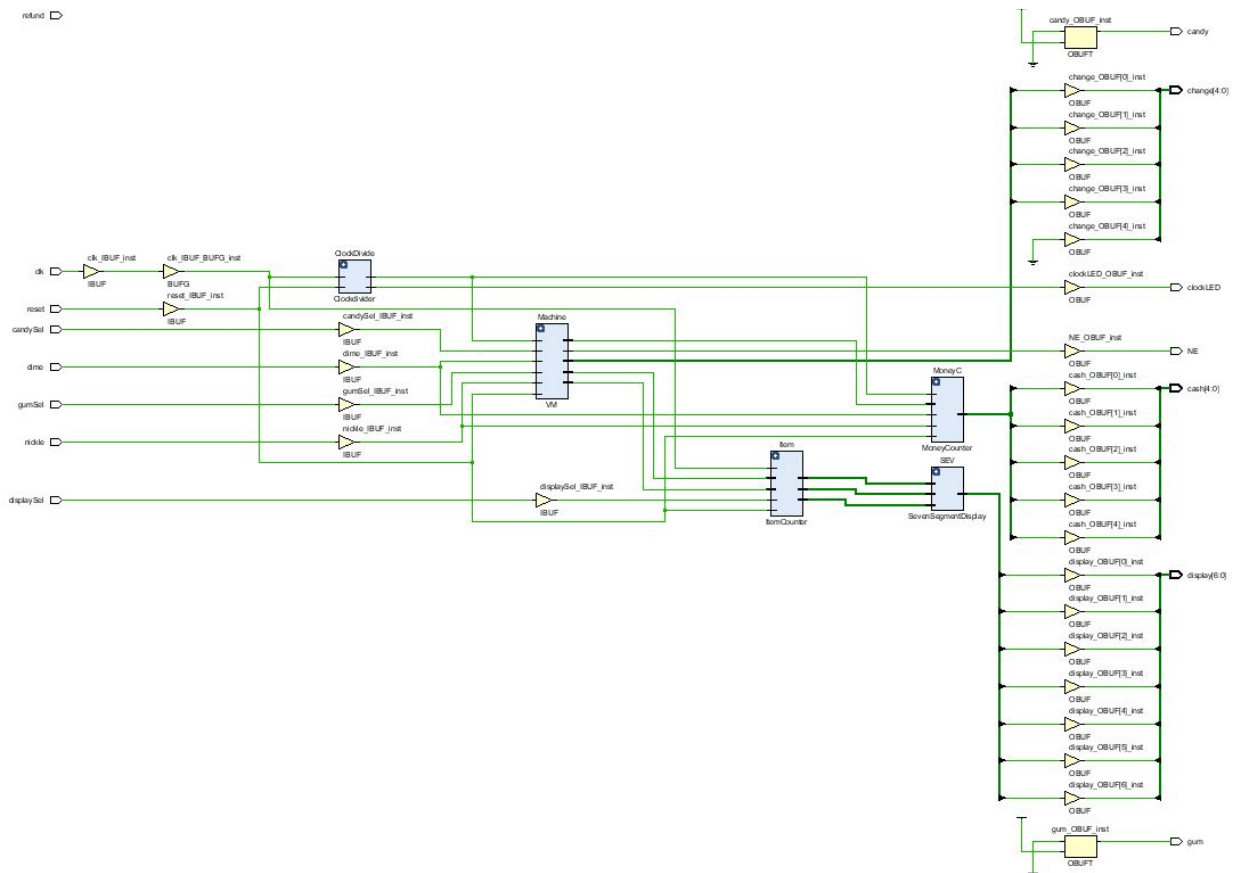 refund
candy_OBUF_inst
candy
OBUFT
change_OBUF[0]_inst
change[4:0]
OBUF
change_OBUF[1]_inst
OBUF
change_OBUF[2]_inst
OBUF
change_OBUF[3]_inst
OBUF
change_OBUF[4]_inst
OBUF
clk
clk_IBUF_inst
IBUF
clk_IBUF_BUFG_inst
BUFG
ClockDivide
Clockdivider
clockLED_OBUF_inst
OBUF
clockLED
reset
reset_IBUF_inst
IBUF
candySel
candySel_IBUF_inst
IBUF
Machine
VM
NE_OBUF_inst
OBUF
NE
dime
dime_IBUF_inst
IBUF
gumSel
gumSel_IBUF_inst
IBUF
nickle
nickle_IBUF_inst
IBUF
MoneyC
MoneyCounter
cash_OBUF[0]_inst
cash[4:0]
OBUF
cash_OBUF[1]_inst
OBUF
cash_OBUF[2]_inst
OBUF
cash_OBUF[3]_inst
OBUF
cash_OBUF[4]_inst
OBUF
displaySel
displaySel_IBUF_inst
IBUF
Item
ItemCounter
SEV
SevenSegmentDisplay
display_OBUF[0]_inst
display[6:0]
OBUF
display_OBUF[1]_inst
OBUF
display_OBUF[2]_inst
OBUF
display_OBUF[3]_inst
OBUF
display_OBUF[4]_inst
OBUF
display_OBUF[5]_inst
OBUF
display_OBUF[6]_inst
OBUF
gum_OBUF_inst
gum
OBUFT